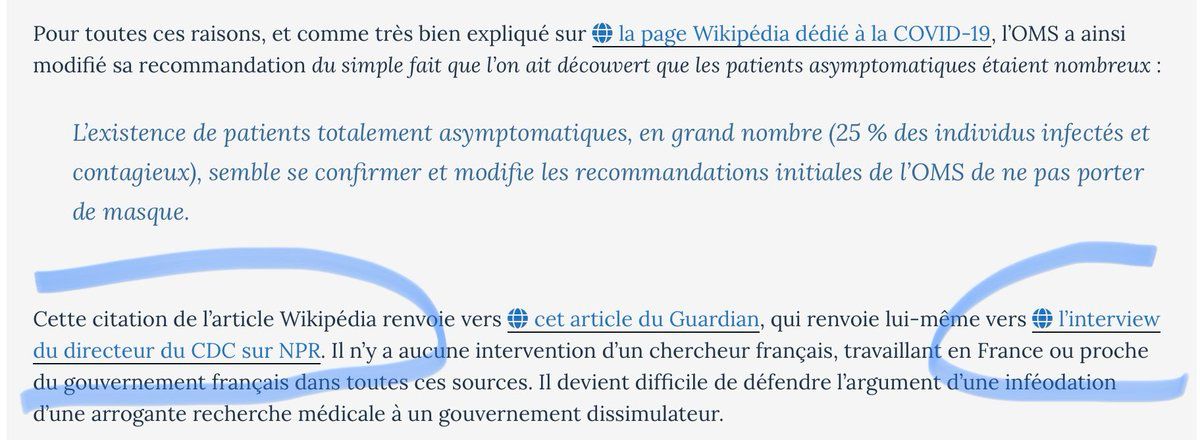 Pour toutes ces raisons, et comme très bien expliqué sur la page Wikipédia dédié à la COVID-19, l’OMS a ainsi
modifié sa recommandation du simple fait que l’on ait découvert que les patients asymptomatiques étaient nombreux :
L’existence de patients totalement asymptomatiques, en grand nombre (25 % des individus infectés et
contagieux), semble se confirmer et modifie les recommandations initiales de l’OMS de ne pas porter
de masque.
Cette citation de l’article Wikipédia renvoie vers cet article du Guardian, qui renvoie lui-même vers l’interview
du directeur du CDC sur NPR. Il n’y a aucune intervention d’un chercheur français, travaillant en France ou proche
du gouvernement français dans toutes ces sources. Il devient difficile de défendre l’argument d’une inféodation
d’une arrogante recherche médicale à un gouvernement dissimulateur.